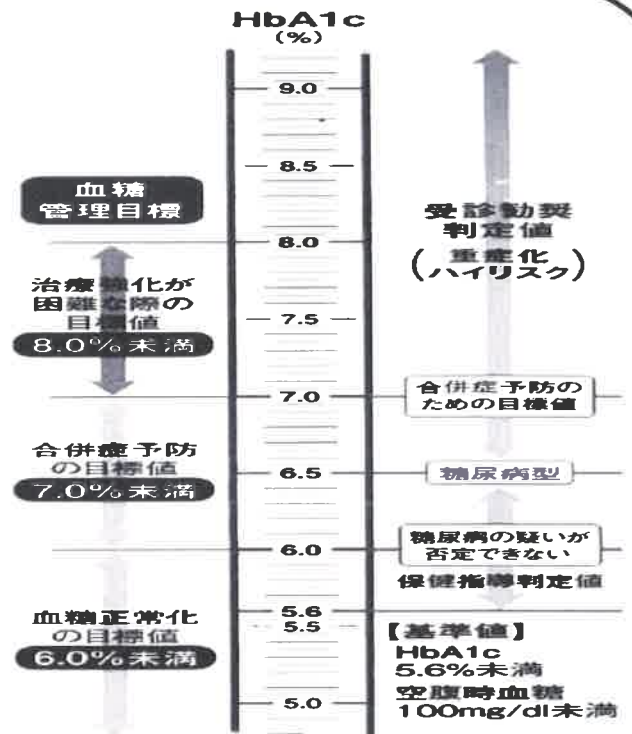 HbA1c
(%)
9.0
8.5
8.0
7.5
7.0
6.5
6.0
5.6
5.5
5.0
血糖
管理目標
治療強化が
困難な際の
目標値
8.0%未満
合併症予防
の目標値
7.0%未満
血糖正常化
の目標値
6.0%未満
受診勧奨
判定値
(重症化
ハイリスク)
合併症予防の
ための目標値
糖尿病型
糖尿病の疑いが
否定できない
保健指導判定値
【基準値】
HbA1c
5.6%未満
空腹時血糖
100mg/dl未満